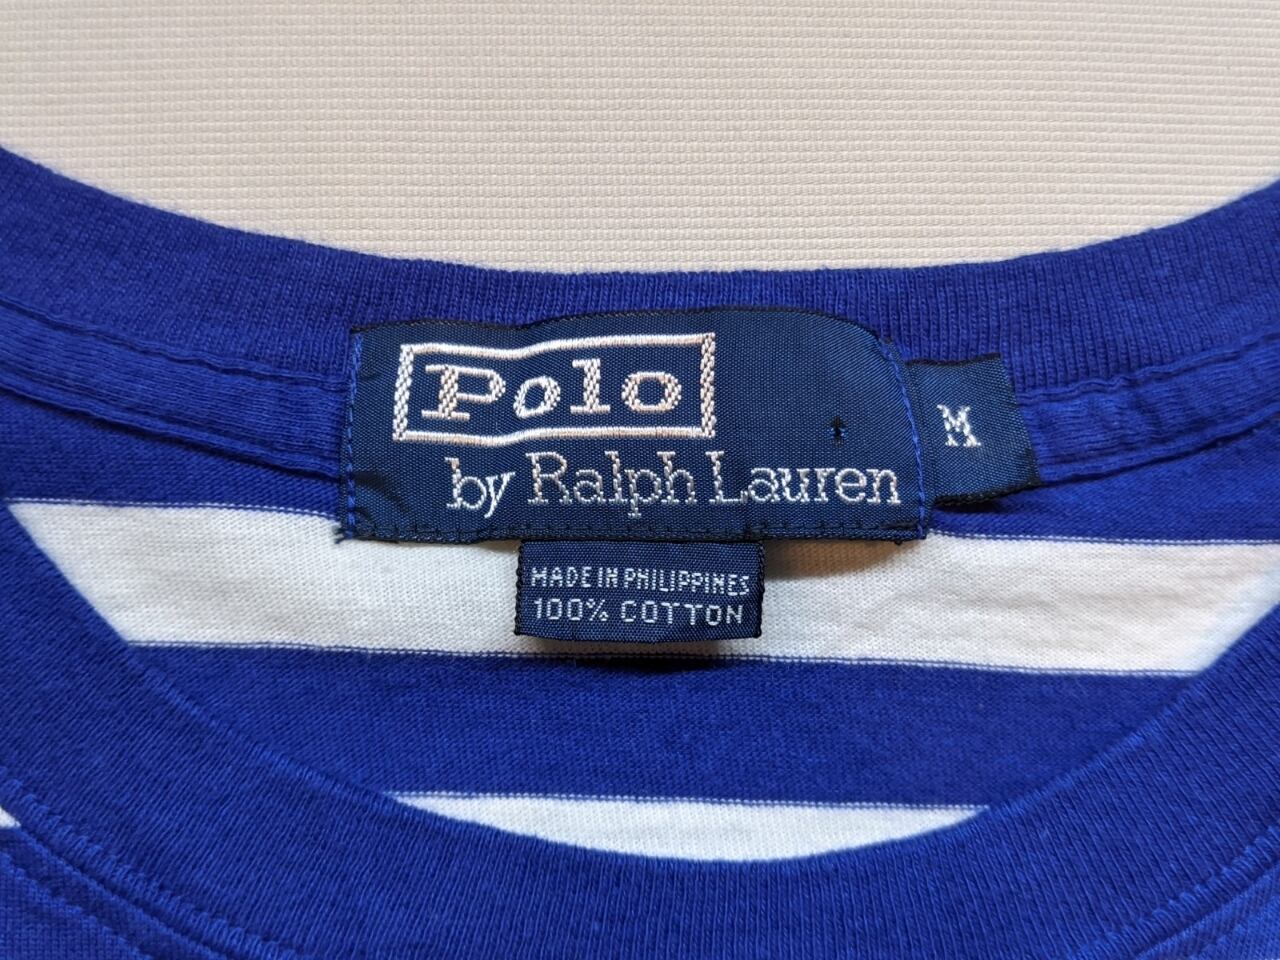 Polo
by Ralph Lauren
M
MADE IN PHILIPPINES
100% COTTON